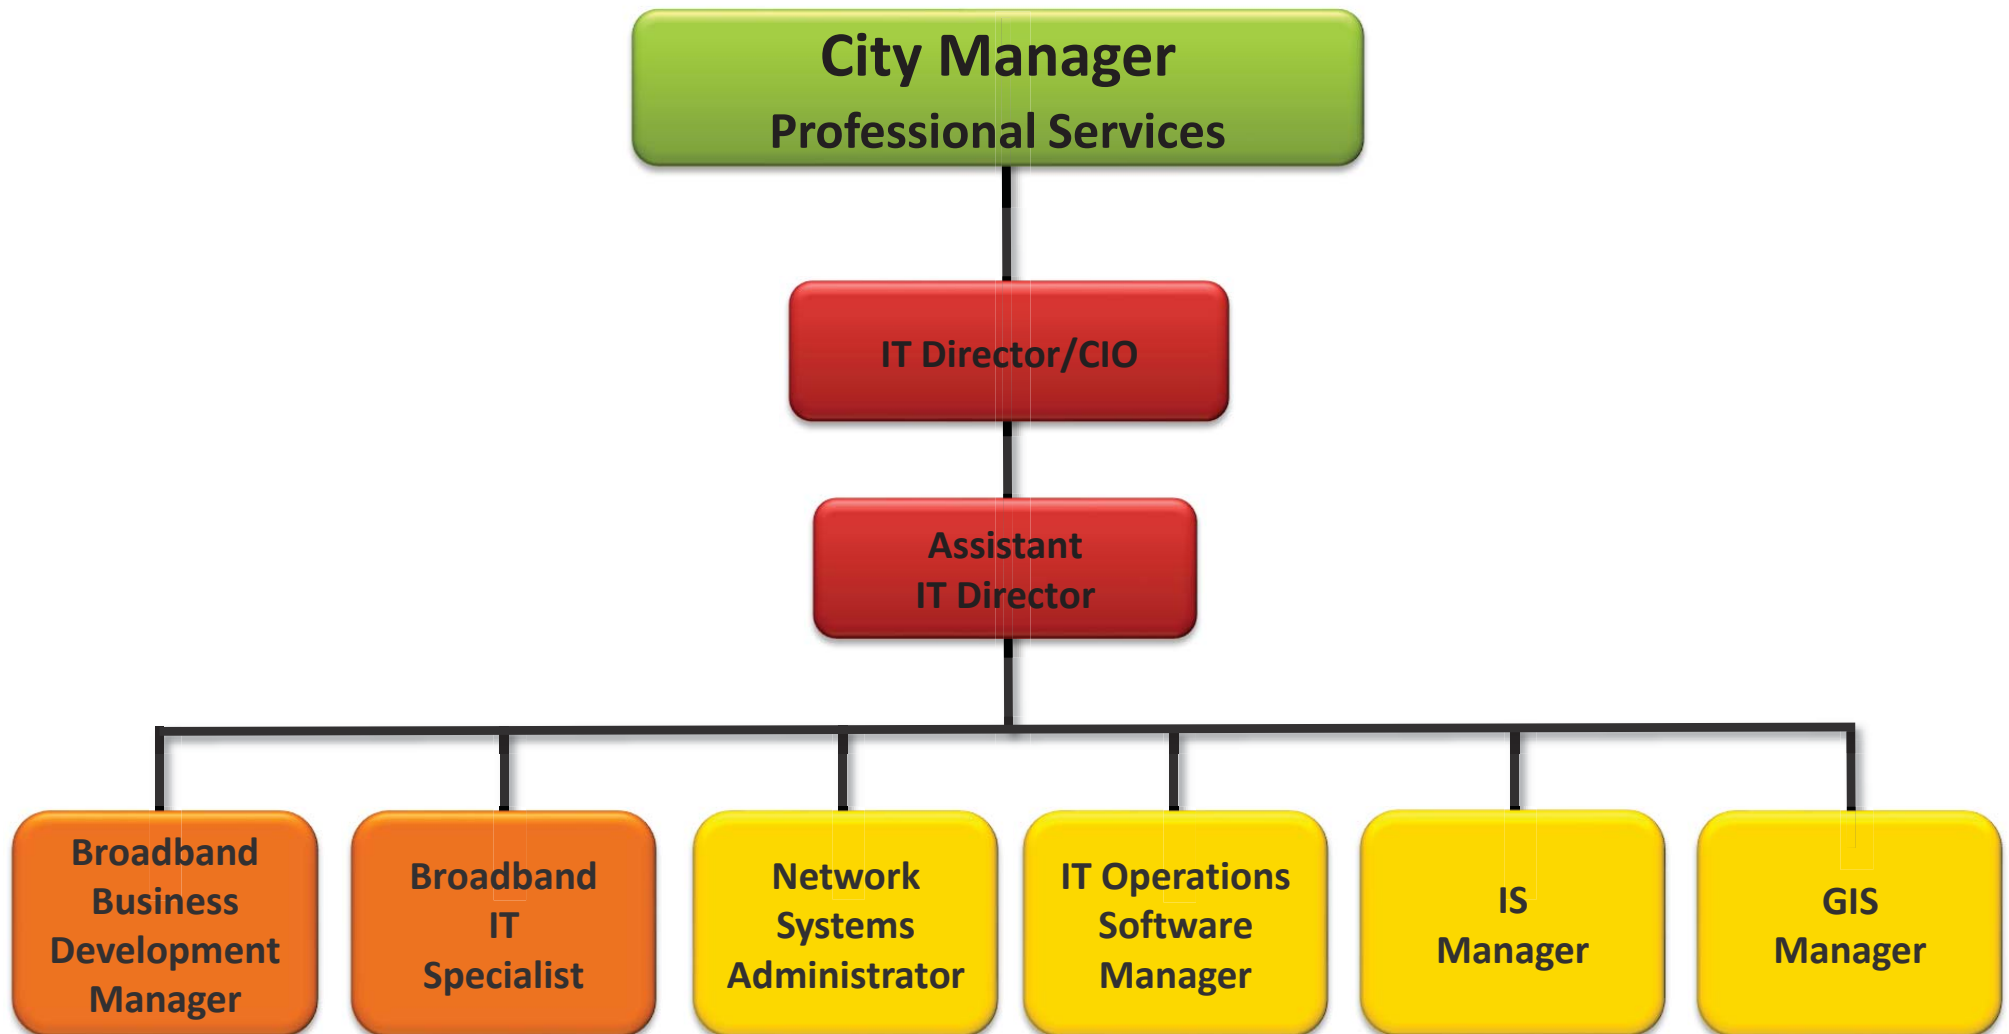 City Manager
Professional Services
IT Director/CIO
Assistant
IT Director
Broadband
Business
Development
Manager
Broadband
IT
Specialist
Network
Systems
Administrator
IT Operations
Software
Manager
IS
Manager
GIS
Manager